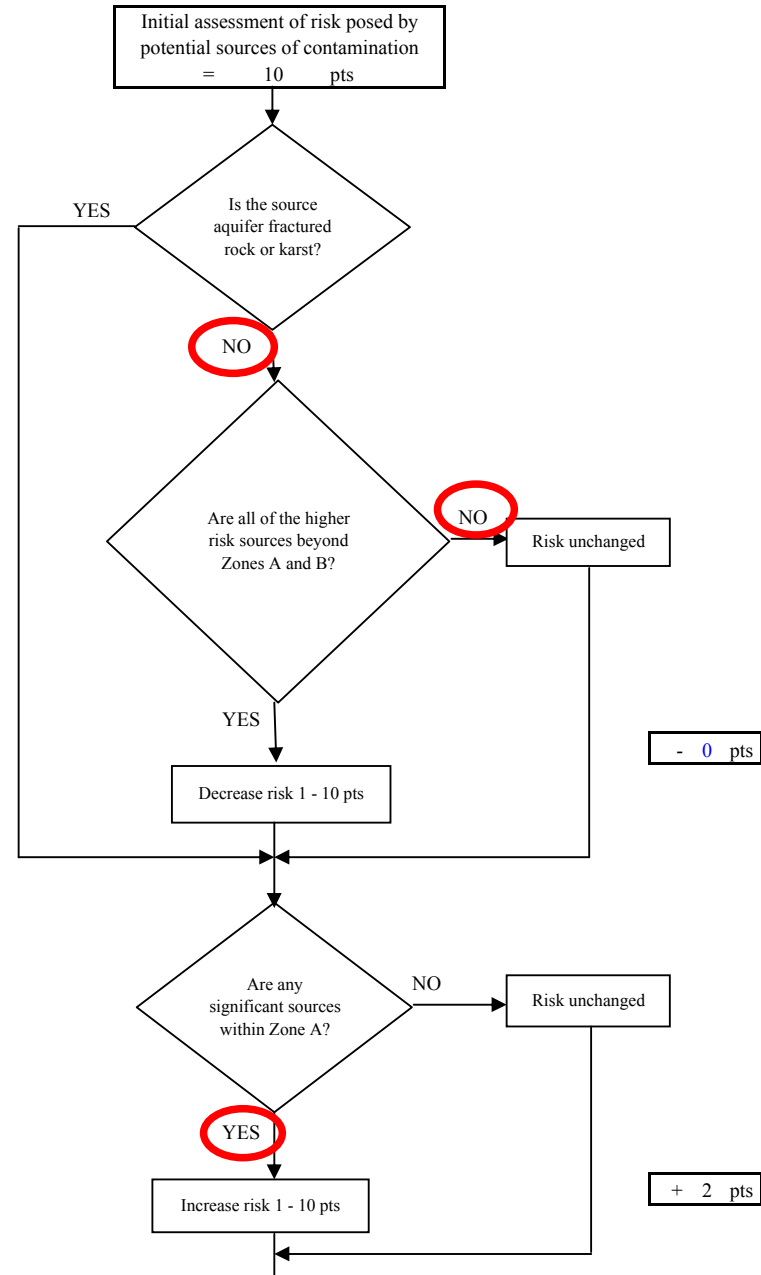 Initial assessment of risk posed by
potential sources of contamination
= 10 pts
Is the source
aquifer fractured
rock or karst?
YES
NO
Are all of the higher
risk sources beyond
Zones A and B?
NO
Risk unchanged
YES
- 0 pts
Decrease risk 1 - 10 pts
Are any
significant sources
within Zone A?
NO
Risk unchanged
YES
+ 2 pts
Increase risk 1 - 10 pts